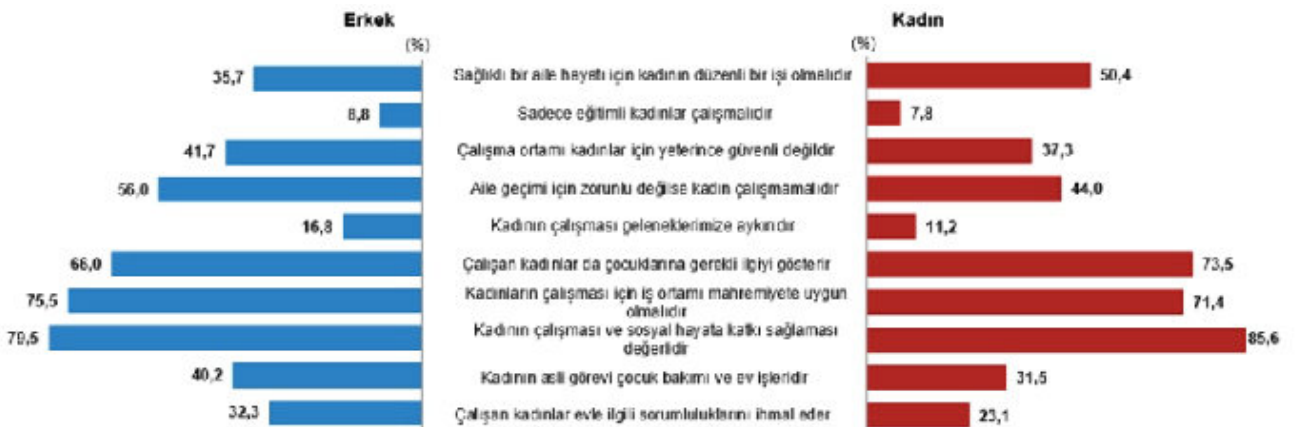 Erkek Kadın
(%) (%)
35,7 Sağlıklı bir aile hayatı için kadının düzenli bir işi olmalıdır 50,4
8,8 Sadece eğitimli kadınlar çalışmalıdır 7,8
41,7 Çalışma ortamı kadınlar için yeterince güvenli değildir 37,3
56,0 Aile geçimi için zorunlu değilse kadın çalışmamalıdır 44,0
16,8 Kadının çalışması geleneklerimize aykırıdır 11,2
66,0 Çalışan kadınlar da çocuklarına gerekli ilgiyi gösterir 73,5
75,5 Kadınların çalışması için iş ortamı mahremiyete uygun 71,4
olmalıdır
79,5 Kadının çalışması ve sosyal hayata katkı sağlaması 85,6
değerlidir
40,2 Kadının asli görevi çocuk bakımı ve ev işleridir 31,5
32,3 Çalışan kadınlar evle ilgili sorumluluklarını ihmal eder 23,1